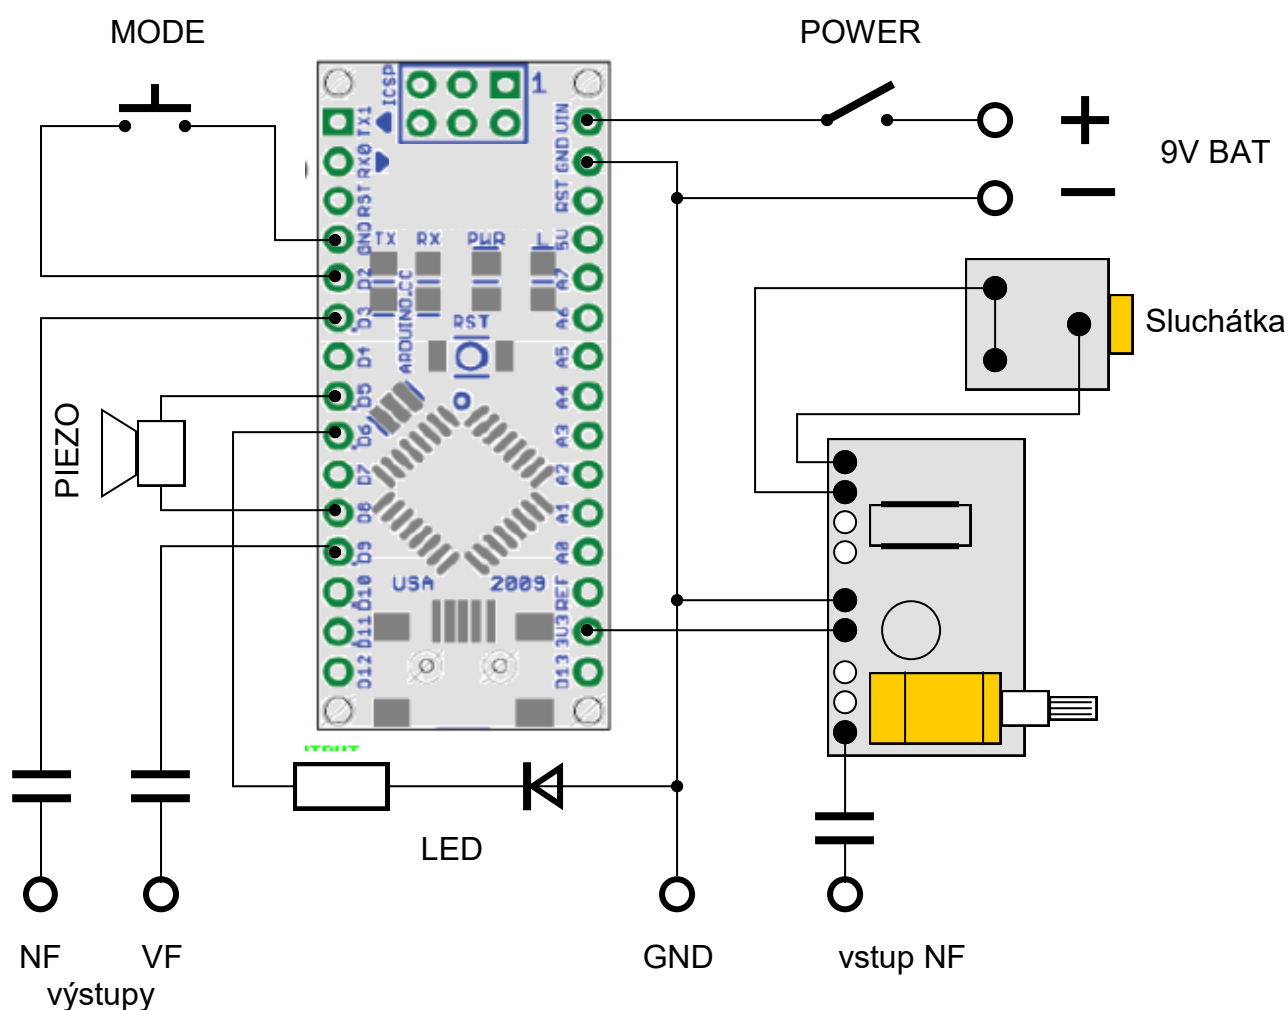 MODE
POWER
ICSP
1
TX1
RX0
RST
GND
D2
D3
D4
D5
D6
D7
D8
D9
D10
D11
D12
VIN
GND
RST
5V
A7
A6
A5
A4
A3
A2
A1
A0
REF
3V3
D13
TX RX PWR L
ARDUINO.CC
RST
USA 2009
+
9V BAT
−
Sluchátka
PIEZO
LED
NF VF
výstupy
GND
vstup NF